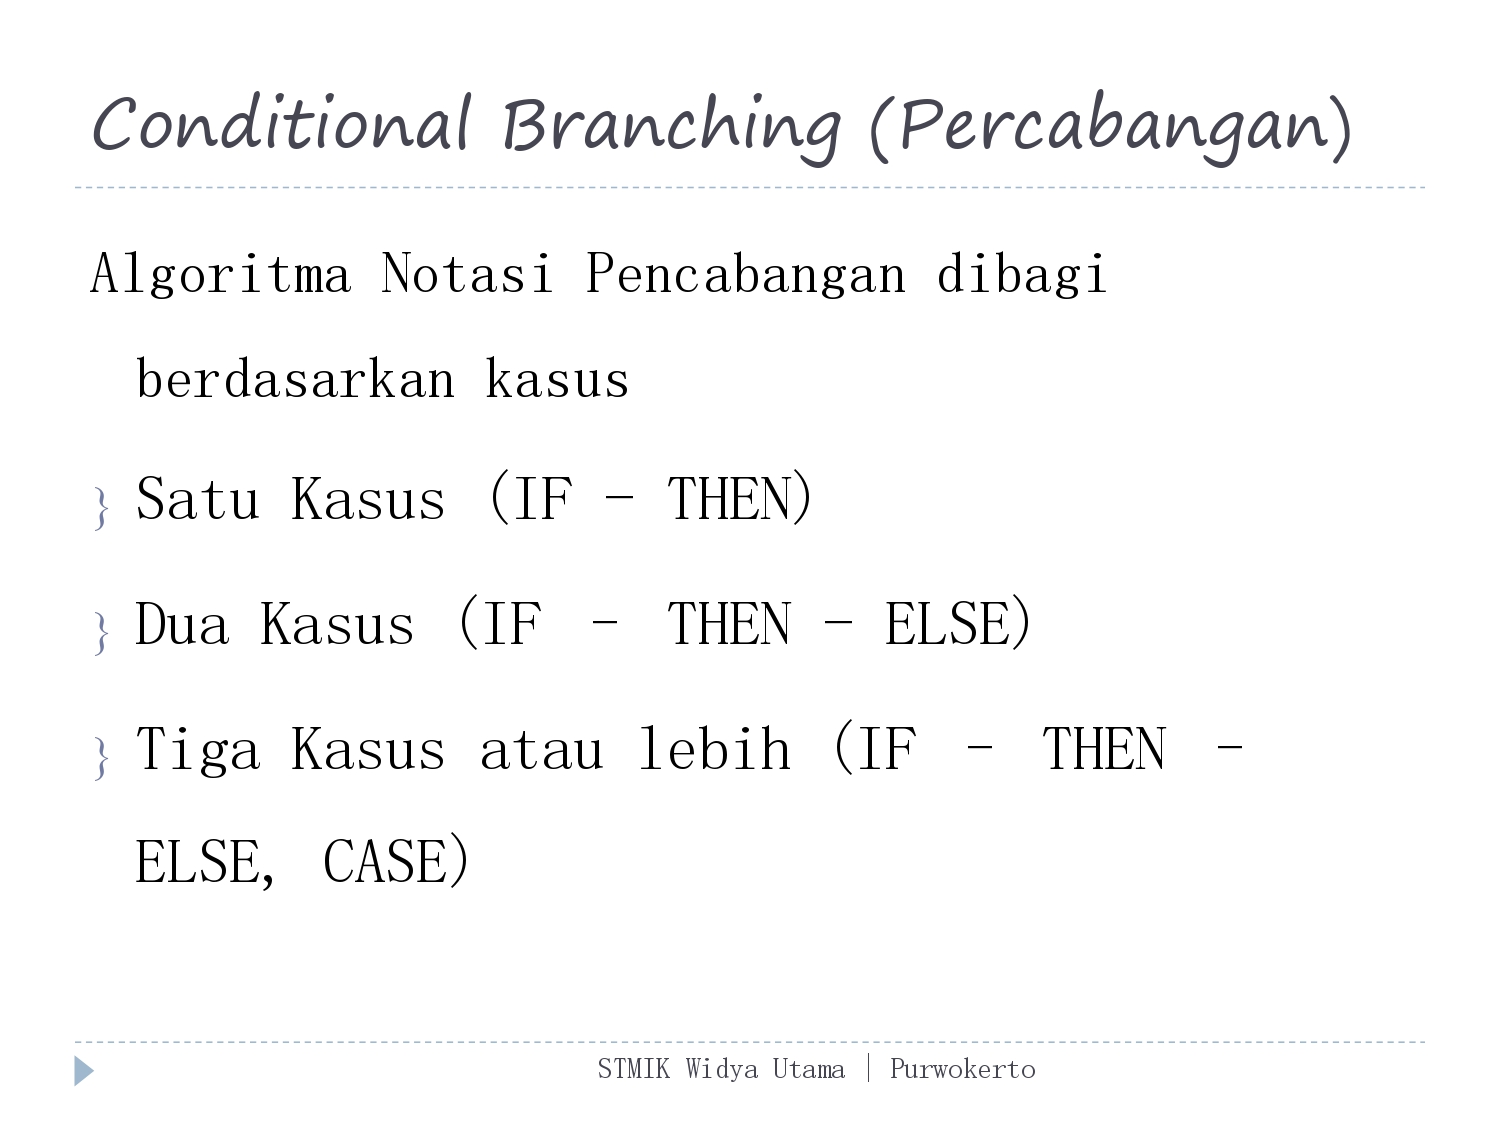 Conditional Branching (Percabangan)
Algoritma Notasi Pencabangan dibagi
berdasarkan kasus
} Satu Kasus (IF – THEN)
} Dua Kasus (IF – THEN – ELSE)
} Tiga Kasus atau lebih (IF – THEN –
ELSE, CASE)
STMIK Widya Utama | Purwokerto